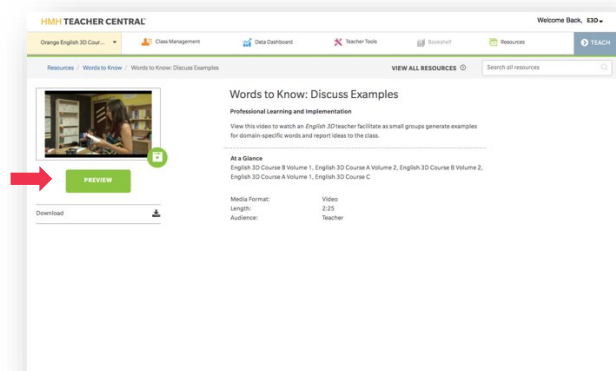 HMH TEACHER CENTRAL
Welcome Back, E3D
Orange English 3D Cour... Class Management Data Dashboard Teacher Tools Bookshelf Resources TEACH
Resources / Words to Know / Words to Know: Discuss Examples VIEW ALL RESOURCES Search all resources
Words to Know: Discuss Examples
Professional Learning and Implementation
View this video to watch an English 3D teacher facilitate as small groups generate examples
for domain-specific words and report ideas to the class.
At a Glance
English 3D Course B Volume 1, English 3D Course A Volume 2, English 3D Course B Volume 2,
English 3D Course A Volume 1, English 3D Course C
PREVIEW
Media Format: Video
Download
Length: 2:25
Audience: Teacher